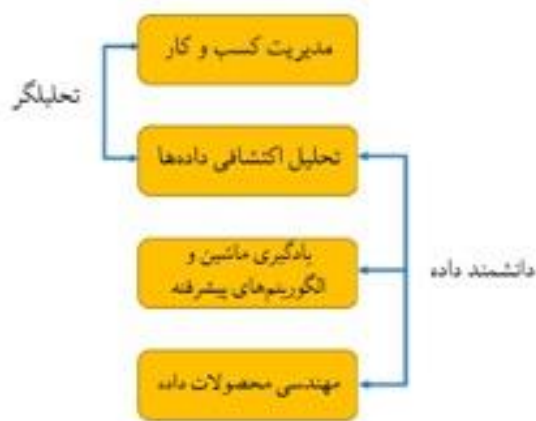 مدیریت کسب و کار
تحلیلگر
تحلیل اکتشافی داده‌ها
یادگیری ماشین و
الگوریتم‌های پیشرفته
دانشمند داده
مهندسی محصولات داده